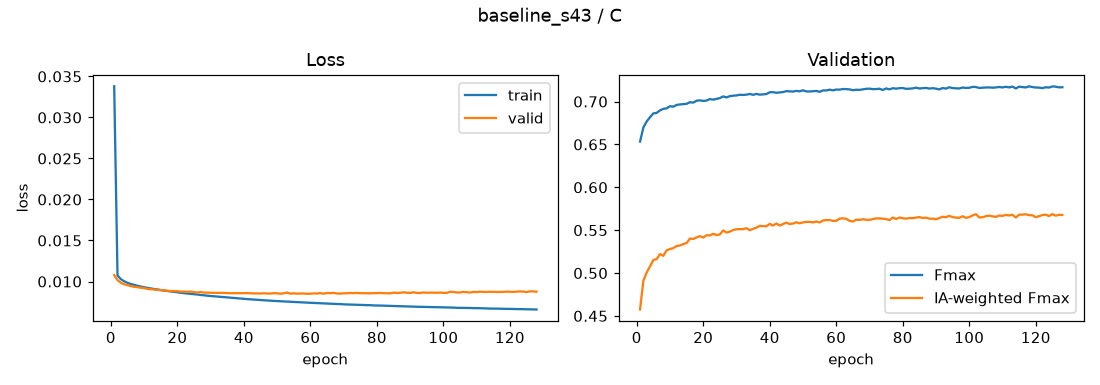 baseline_s43 / C
Loss
Validation
0.035
0.030
0.025
0.020
0.015
0.010
loss
0 20 40 60 80 100 120
epoch
train
valid
0.70
0.65
0.60
0.55
0.50
0.45
0 20 40 60 80 100 120
epoch
Fmax
IA-weighted Fmax